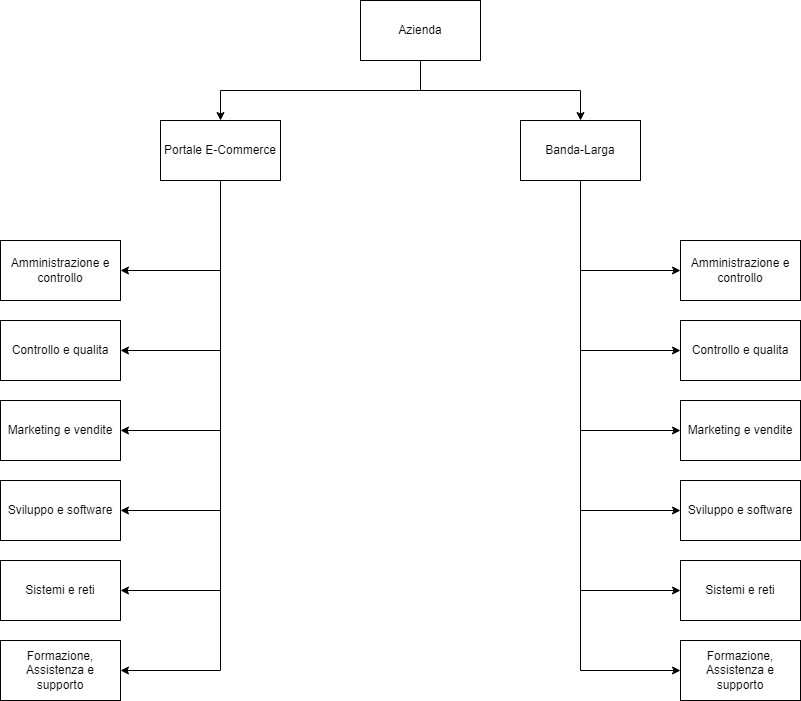 Azienda
Portale E-Commerce
Banda-Larga
Amministrazione e
controllo
Amministrazione e
controllo
Controllo e qualita
Controllo e qualita
Marketing e vendite
Marketing e vendite
Sviluppo e software
Sviluppo e software
Sistemi e reti
Sistemi e reti
Formazione,
Assistenza e
supporto
Formazione,
Assistenza e
supporto